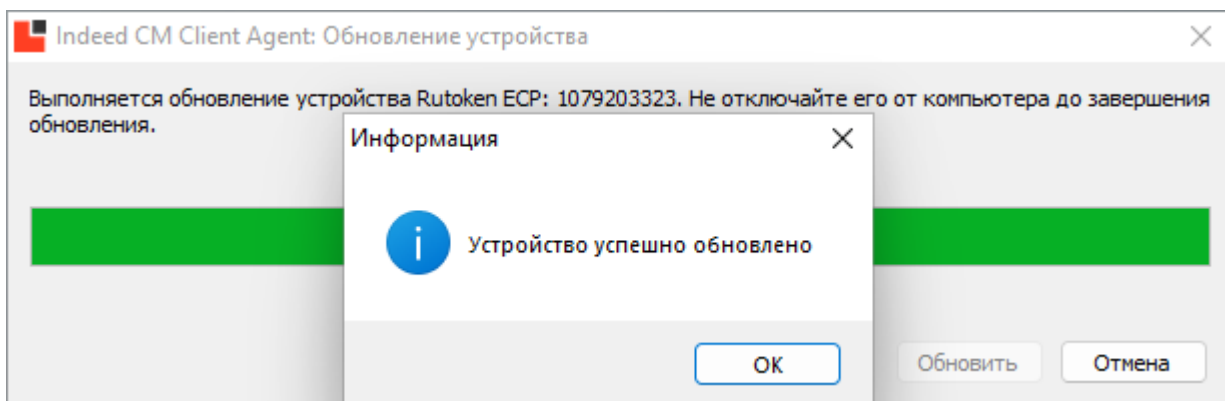 Indeed CM Client Agent: Обновление устройства
Выполняется обновление устройства Rutoken ECP: 1079203323. Не отключайте его от компьютера до завершения
обновления.
Информация
Устройство успешно обновлено
ОК
Обновить
Отмена